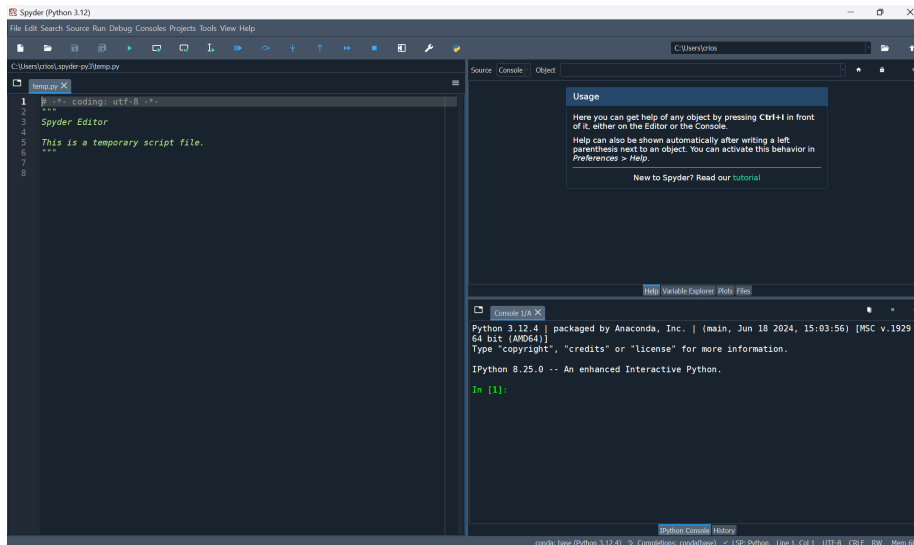 Spyder (Python 3.12)
File Edit Search Source Run Debug Consoles Projects Tools View Help
C:\Users\crios
C:\Users\crios\.spyder-py3\temp.py
temp.py
1 # -*- coding: utf-8 -*-
2 """
3 Spyder Editor
4
5 This is a temporary script file.
6 """
7
8
Source Console Object
Usage
Here you can get help of any object by pressing Ctrl+I in front
of it, either on the Editor or the Console.
Help can also be shown automatically after writing a left
parenthesis next to an object. You can activate this behavior in
Preferences > Help.
New to Spyder? Read our tutorial
Help Variable Explorer Plots Files
Console 1/A
Python 3.12.4 | packaged by Anaconda, Inc. | (main, Jun 18 2024, 15:03:56) [MSC v.1929
64 bit (AMD64)]
Type "copyright", "credits" or "license" for more information.
IPython 8.25.0 -- An enhanced Interactive Python.
In [1]:
IPython Console History
conda: base (Python 3.12.4) Completions: conda(base) LSP: Python Line 1, Col 1 UTF-8 CRLF RW Mem